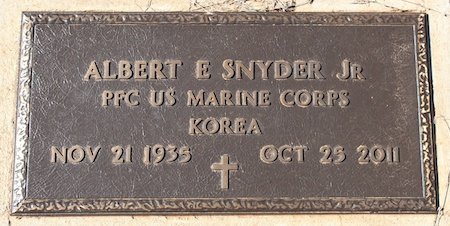 ALBERT E SNYDER JR
PFC US MARINE CORPS
KOREA
NOV 21 1935 OCT 25 2011